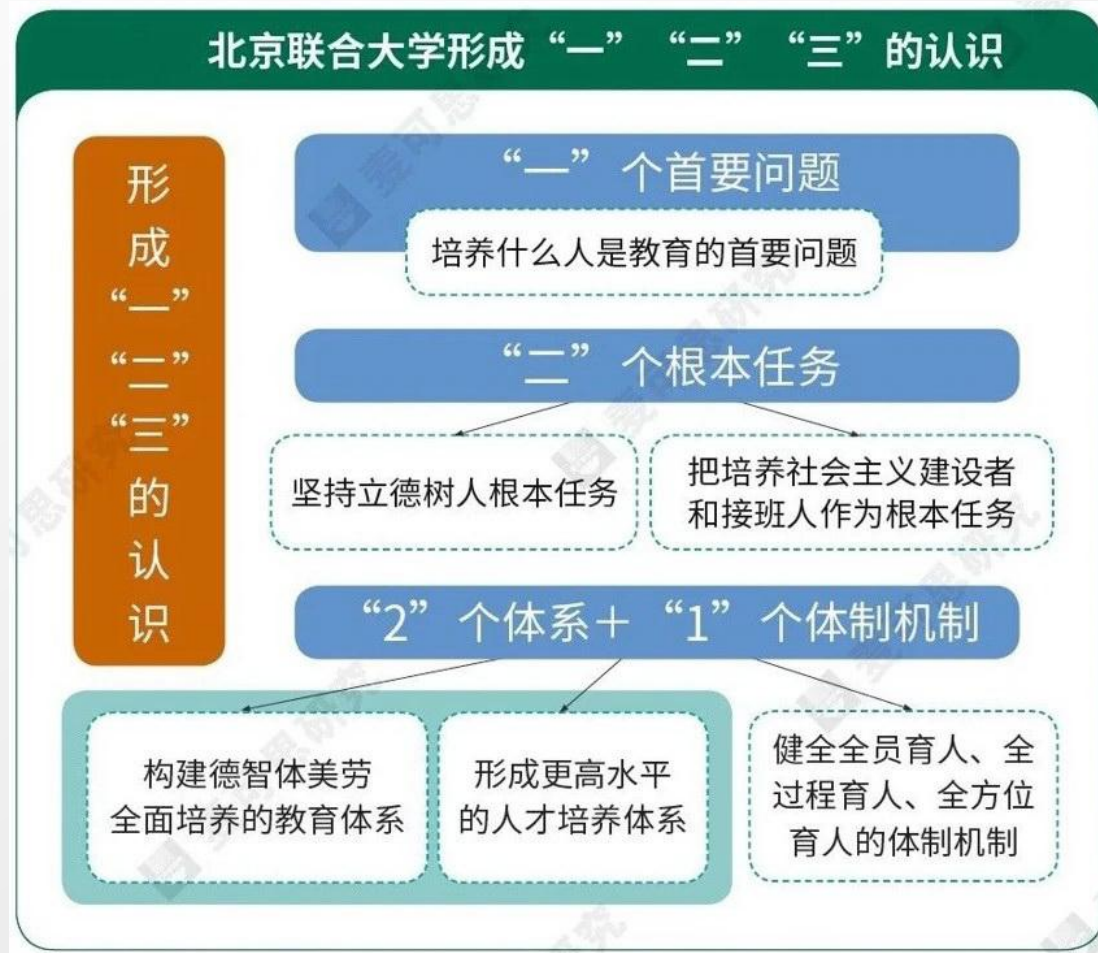 北京联合大学形成“一”“二”“三”的认识
形
成
“一”
“二”
“三”
的
认
识
“一”个首要问题
培养什么人是教育的首要问题
“二”个根本任务
坚持立德树人根本任务
把培养社会主义建设者
和接班人作为根本任务
“2”个体系＋“1”个体制机制
构建德智体美劳
全面培养的教育体系
形成更高水平
的人才培养体系
健全全员育人、全
过程育人、全方位
育人的体制机制
麦可思研究